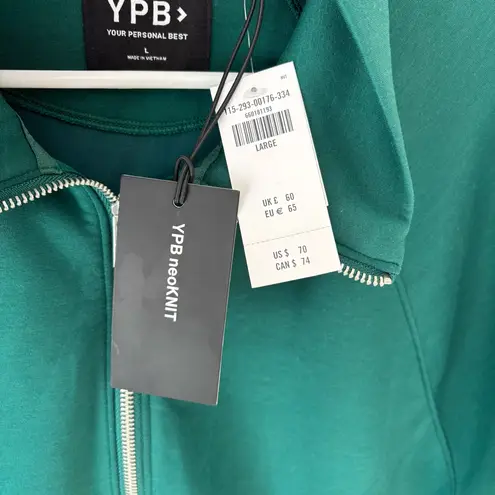 YPB>
YOUR PERSONAL BEST
L
MADE IN VIETNAM
115-293-00176-334
660101193
LARGE
UK £ 60
EU € 65
US $ 70
CAN $ 74
YPB neoKNIT